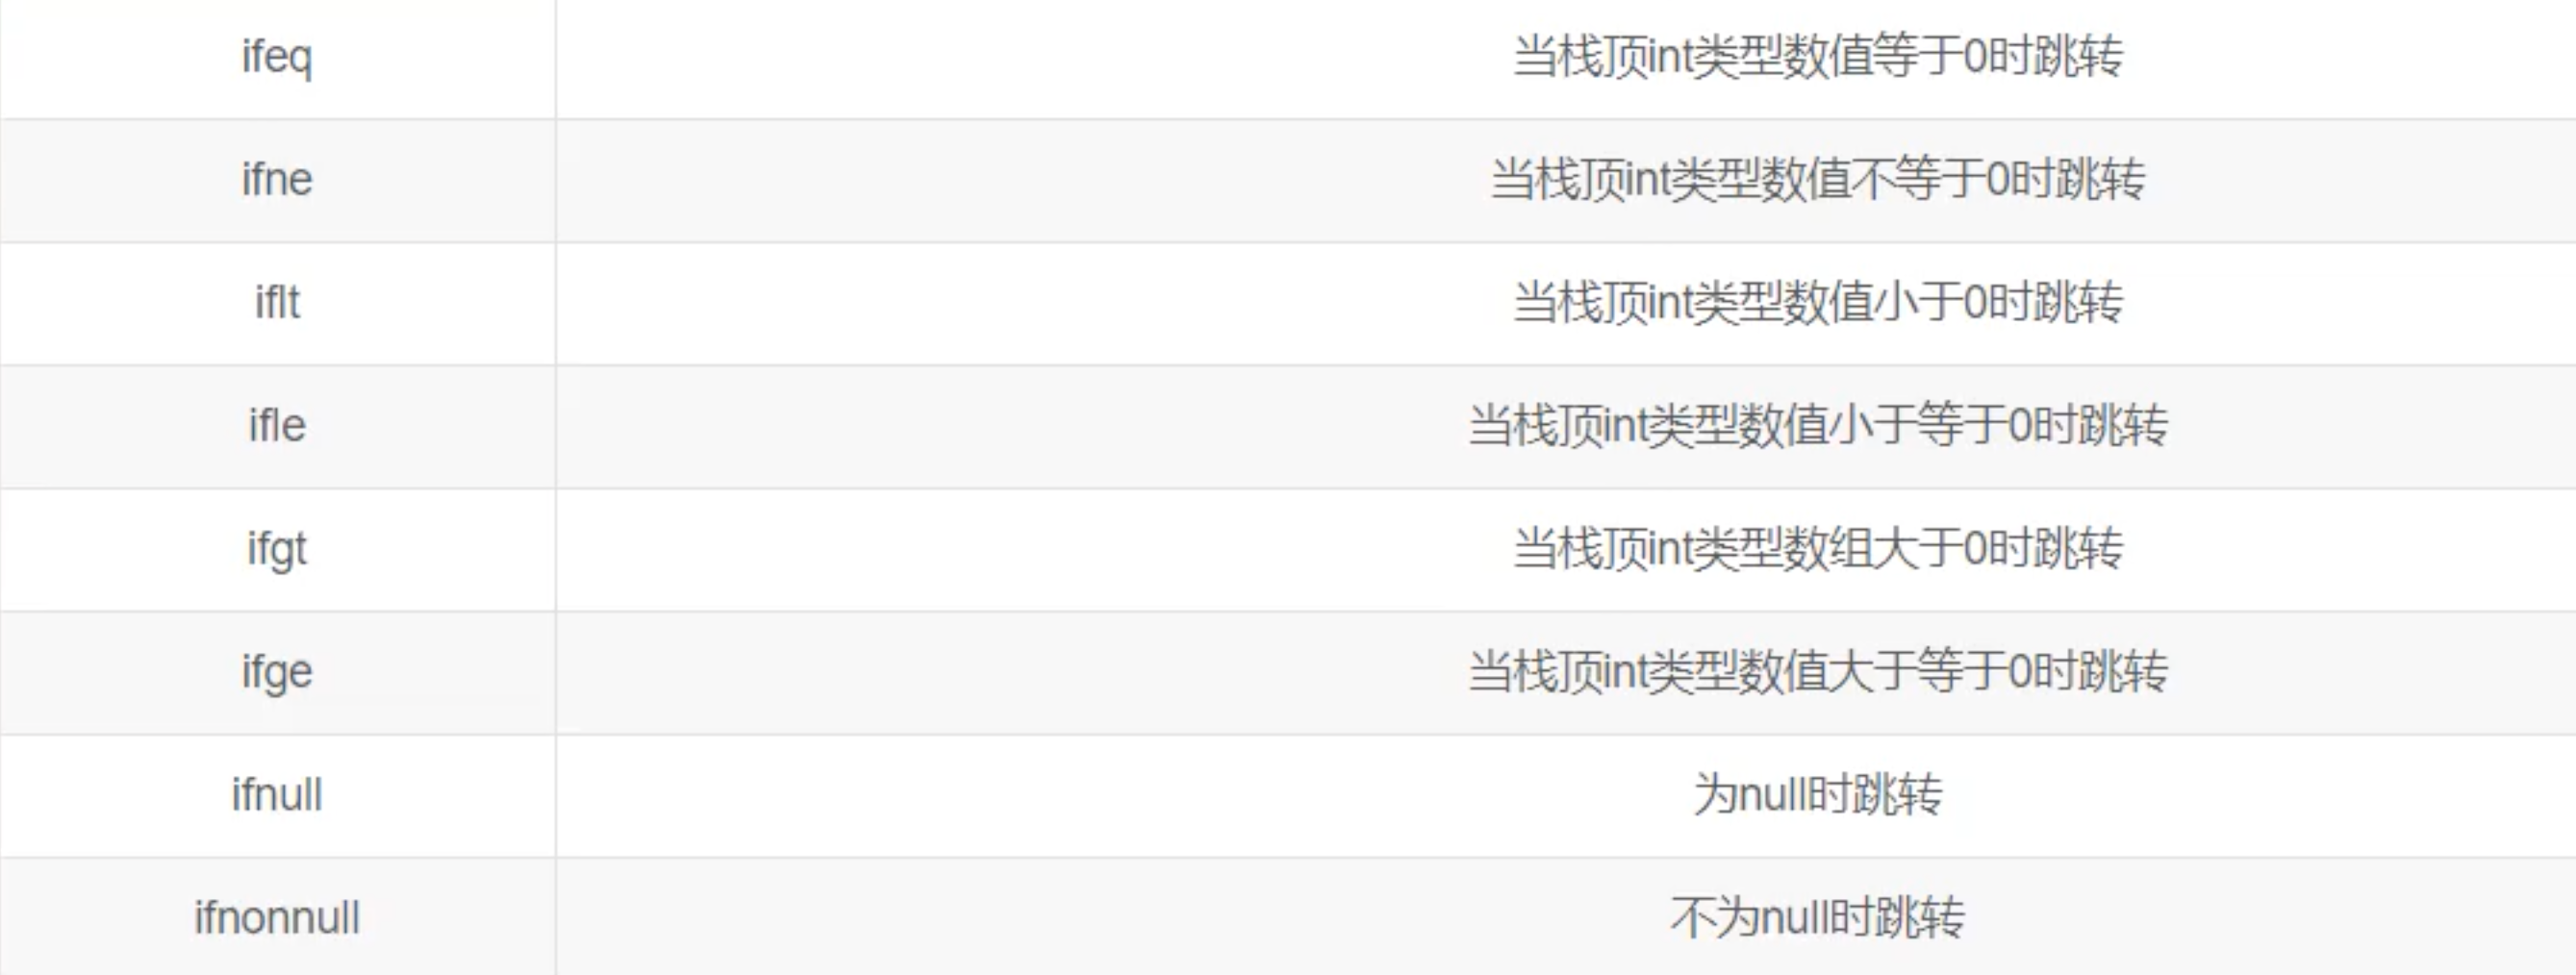 ifeq 当栈顶int类型数值等于0时跳转
ifne 当栈顶int类型数值不等于0时跳转
iflt 当栈顶int类型数值小于0时跳转
ifle 当栈顶int类型数值小于等于0时跳转
ifgt 当栈顶int类型数组大于0时跳转
ifge 当栈顶int类型数值大于等于0时跳转
ifnull 为null时跳转
ifnonnull 不为null时跳转